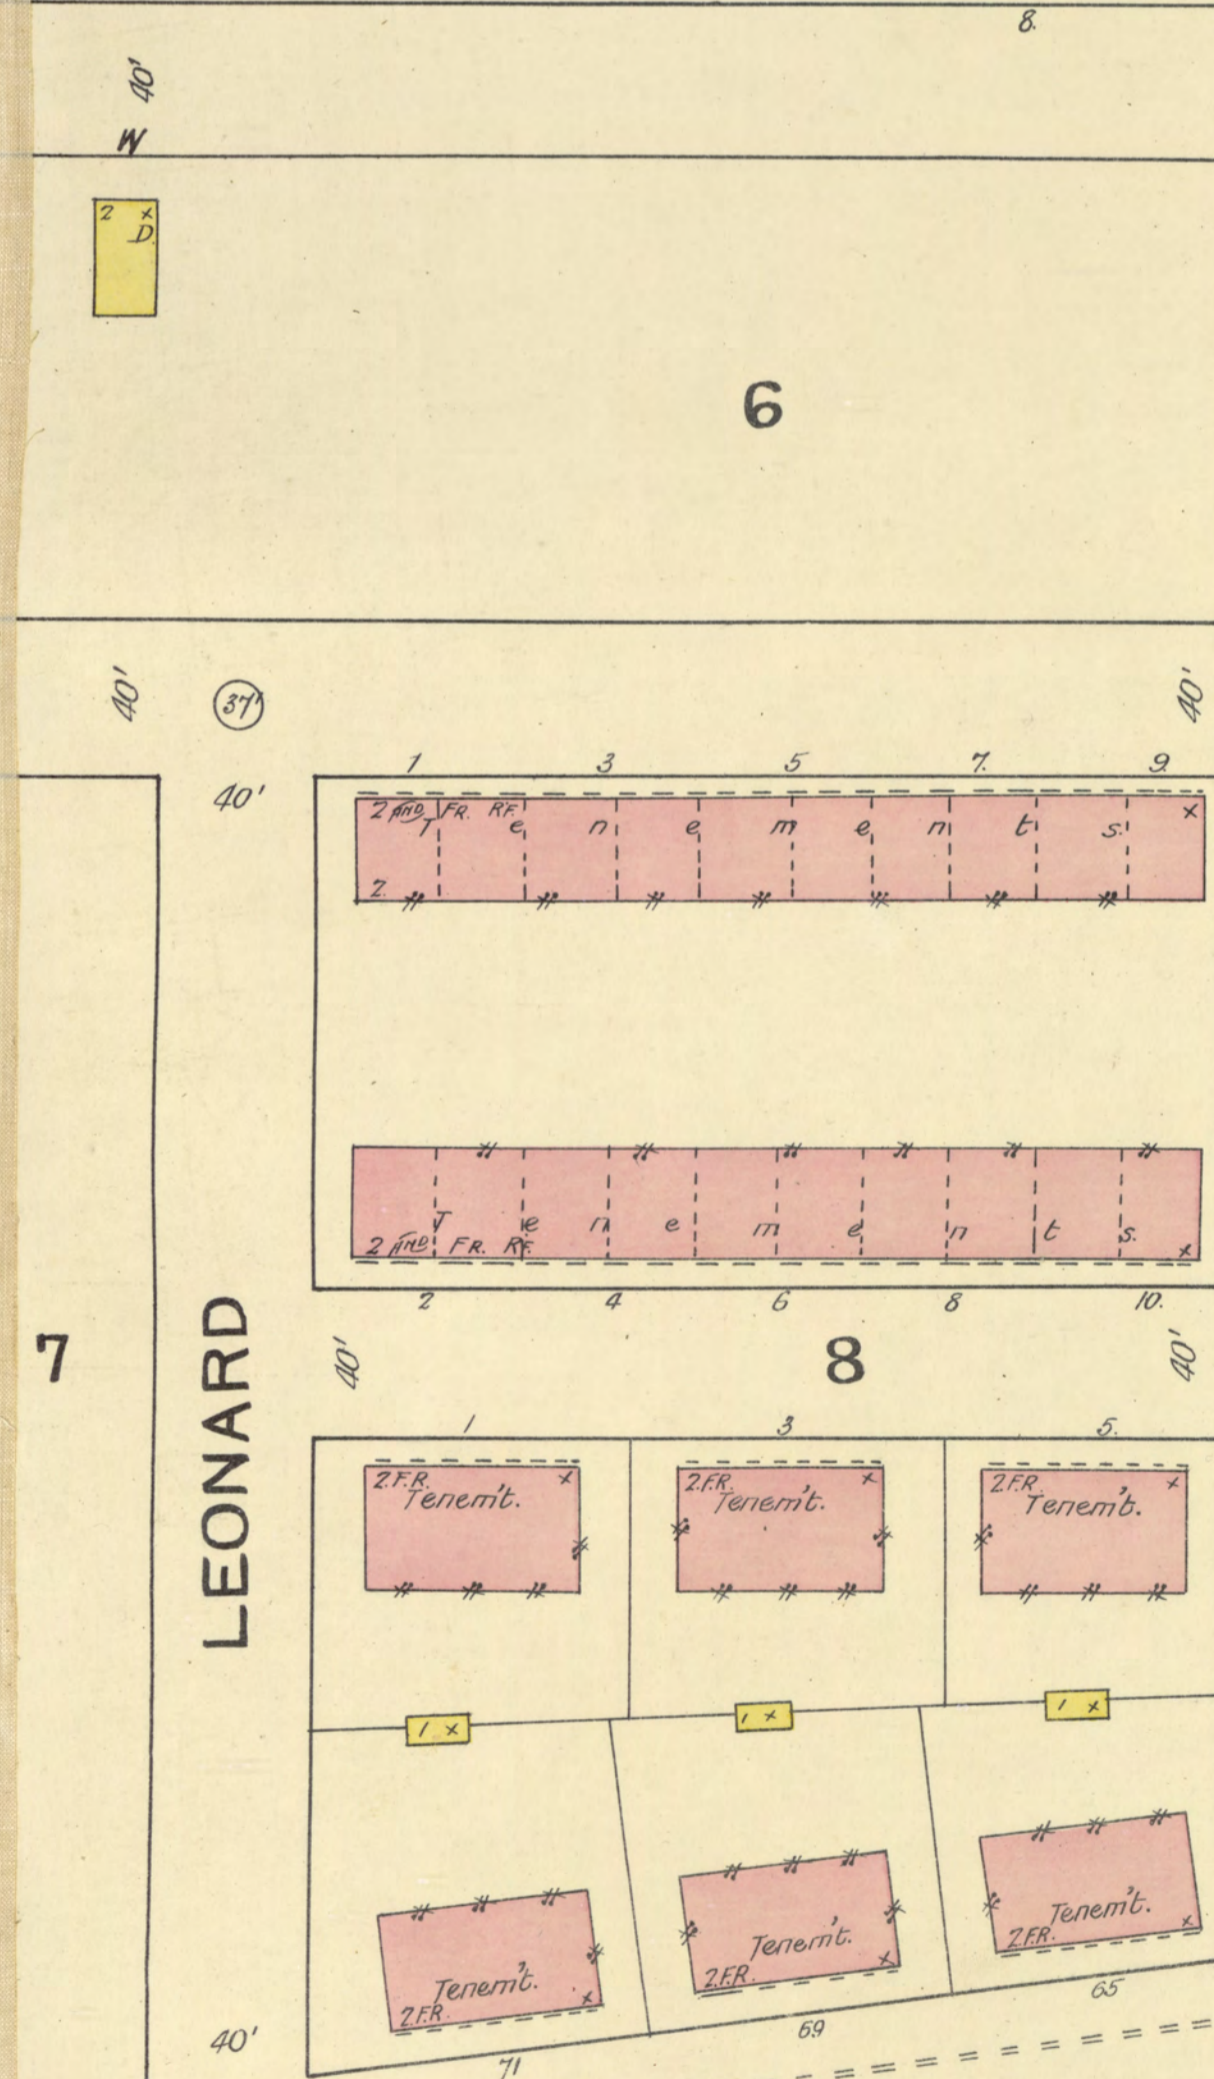 8.
40'
W
2 x
D.
6
40'
37'
40'
40'
1 3 5 7. 9.
2 AND FR. RF. x
Tenements.
2.
Tenements.
2 AND FR. RF. x
2 4 6 8 10.
7
LEONARD
40'
8
40'
1 3 5.
2.F.R. x
Tenem't.
2.F.R. x
Tenem't.
2.F.R. x
Tenem't.
1 x
1 x
1 x
Tenem't.
2.F.R. x
Tenem't.
2.F.R. x
Tenem't.
2.F.R. x
40'
71
69
65